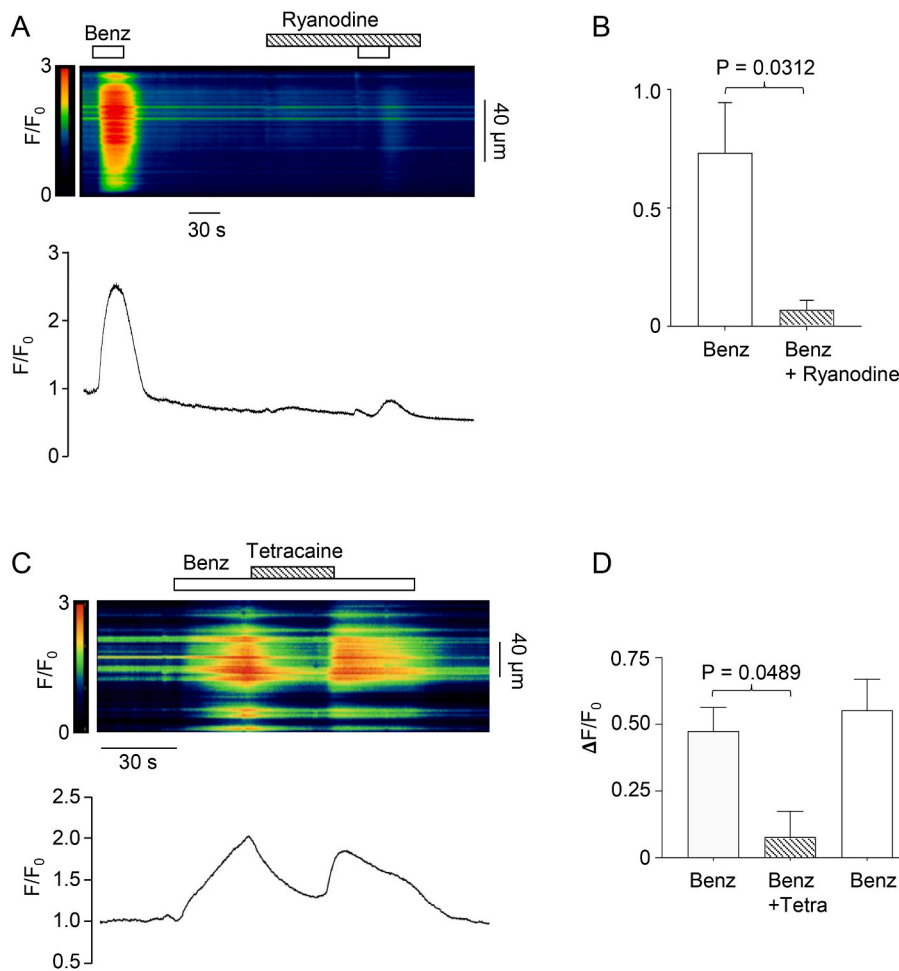 A
Ryanodine
Benz
3
F/F0
0
40 µm
30 s
3
2
1
0
F/F0
B
P = 0.0312
1.0
0.5
0
Benz
Benz
+ Ryanodine
C
Tetracaine
Benz
3
F/F0
0
40 µm
30 s
2.5
2.0
1.5
1.0
0.5
F/F0
D
P = 0.0489
0.75
0.50
0.25
0
ΔF/F0
Benz
Benz
+Tetra
Benz